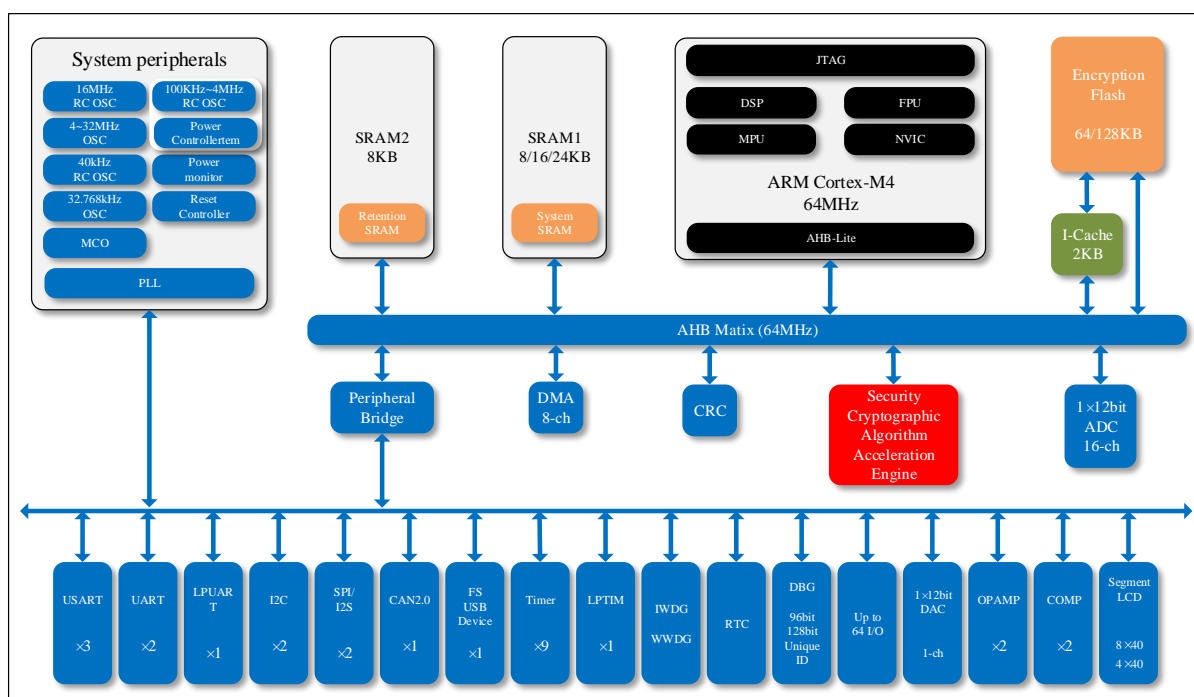 System peripherals
16MHz
RC OSC
100KHz~4MHz
RC OSC
4~32MHz
OSC
Power
Controllertem
40kHz
RC OSC
Power
monitor
32.768kHz
OSC
Reset
Controller
MCO
PLL
SRAM2
8KB
Retention
SRAM
SRAM1
8/16/24KB
System
SRAM
JTAG
DSP
FPU
MPU
NVIC
ARM Cortex-M4
64MHz
AHB-Lite
Encryption
Flash
64/128KB
I-Cache
2KB
AHB Matix (64MHz)
Peripheral
Bridge
DMA
8-ch
CRC
Security
Cryptographic
Algorithm
Acceleration
Engine
1×12bit
ADC
16-ch
USART
×3
UART
×2
LPUAR
T
×1
I2C
×2
SPI/
I2S
×2
CAN2.0
×1
FS
USB
Device
×1
Timer
×9
LPTIM
×1
IWDG
WWDG
RTC
DBG
96bit
128bit
Unique
ID
Up to
64 I/O
1×12bit
DAC
1-ch
OPAMP
×2
COMP
×2
Segment
LCD
8×40
4×40